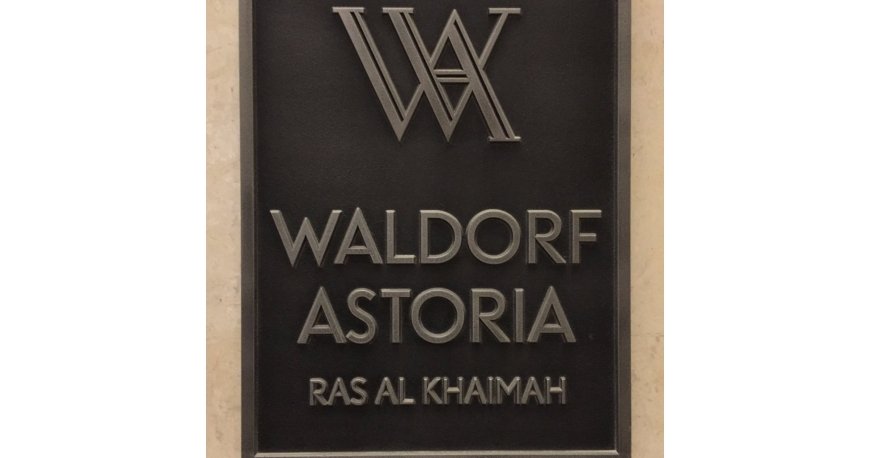 WA
WALDORF
ASTORIA
RAS AL KHAIMAH